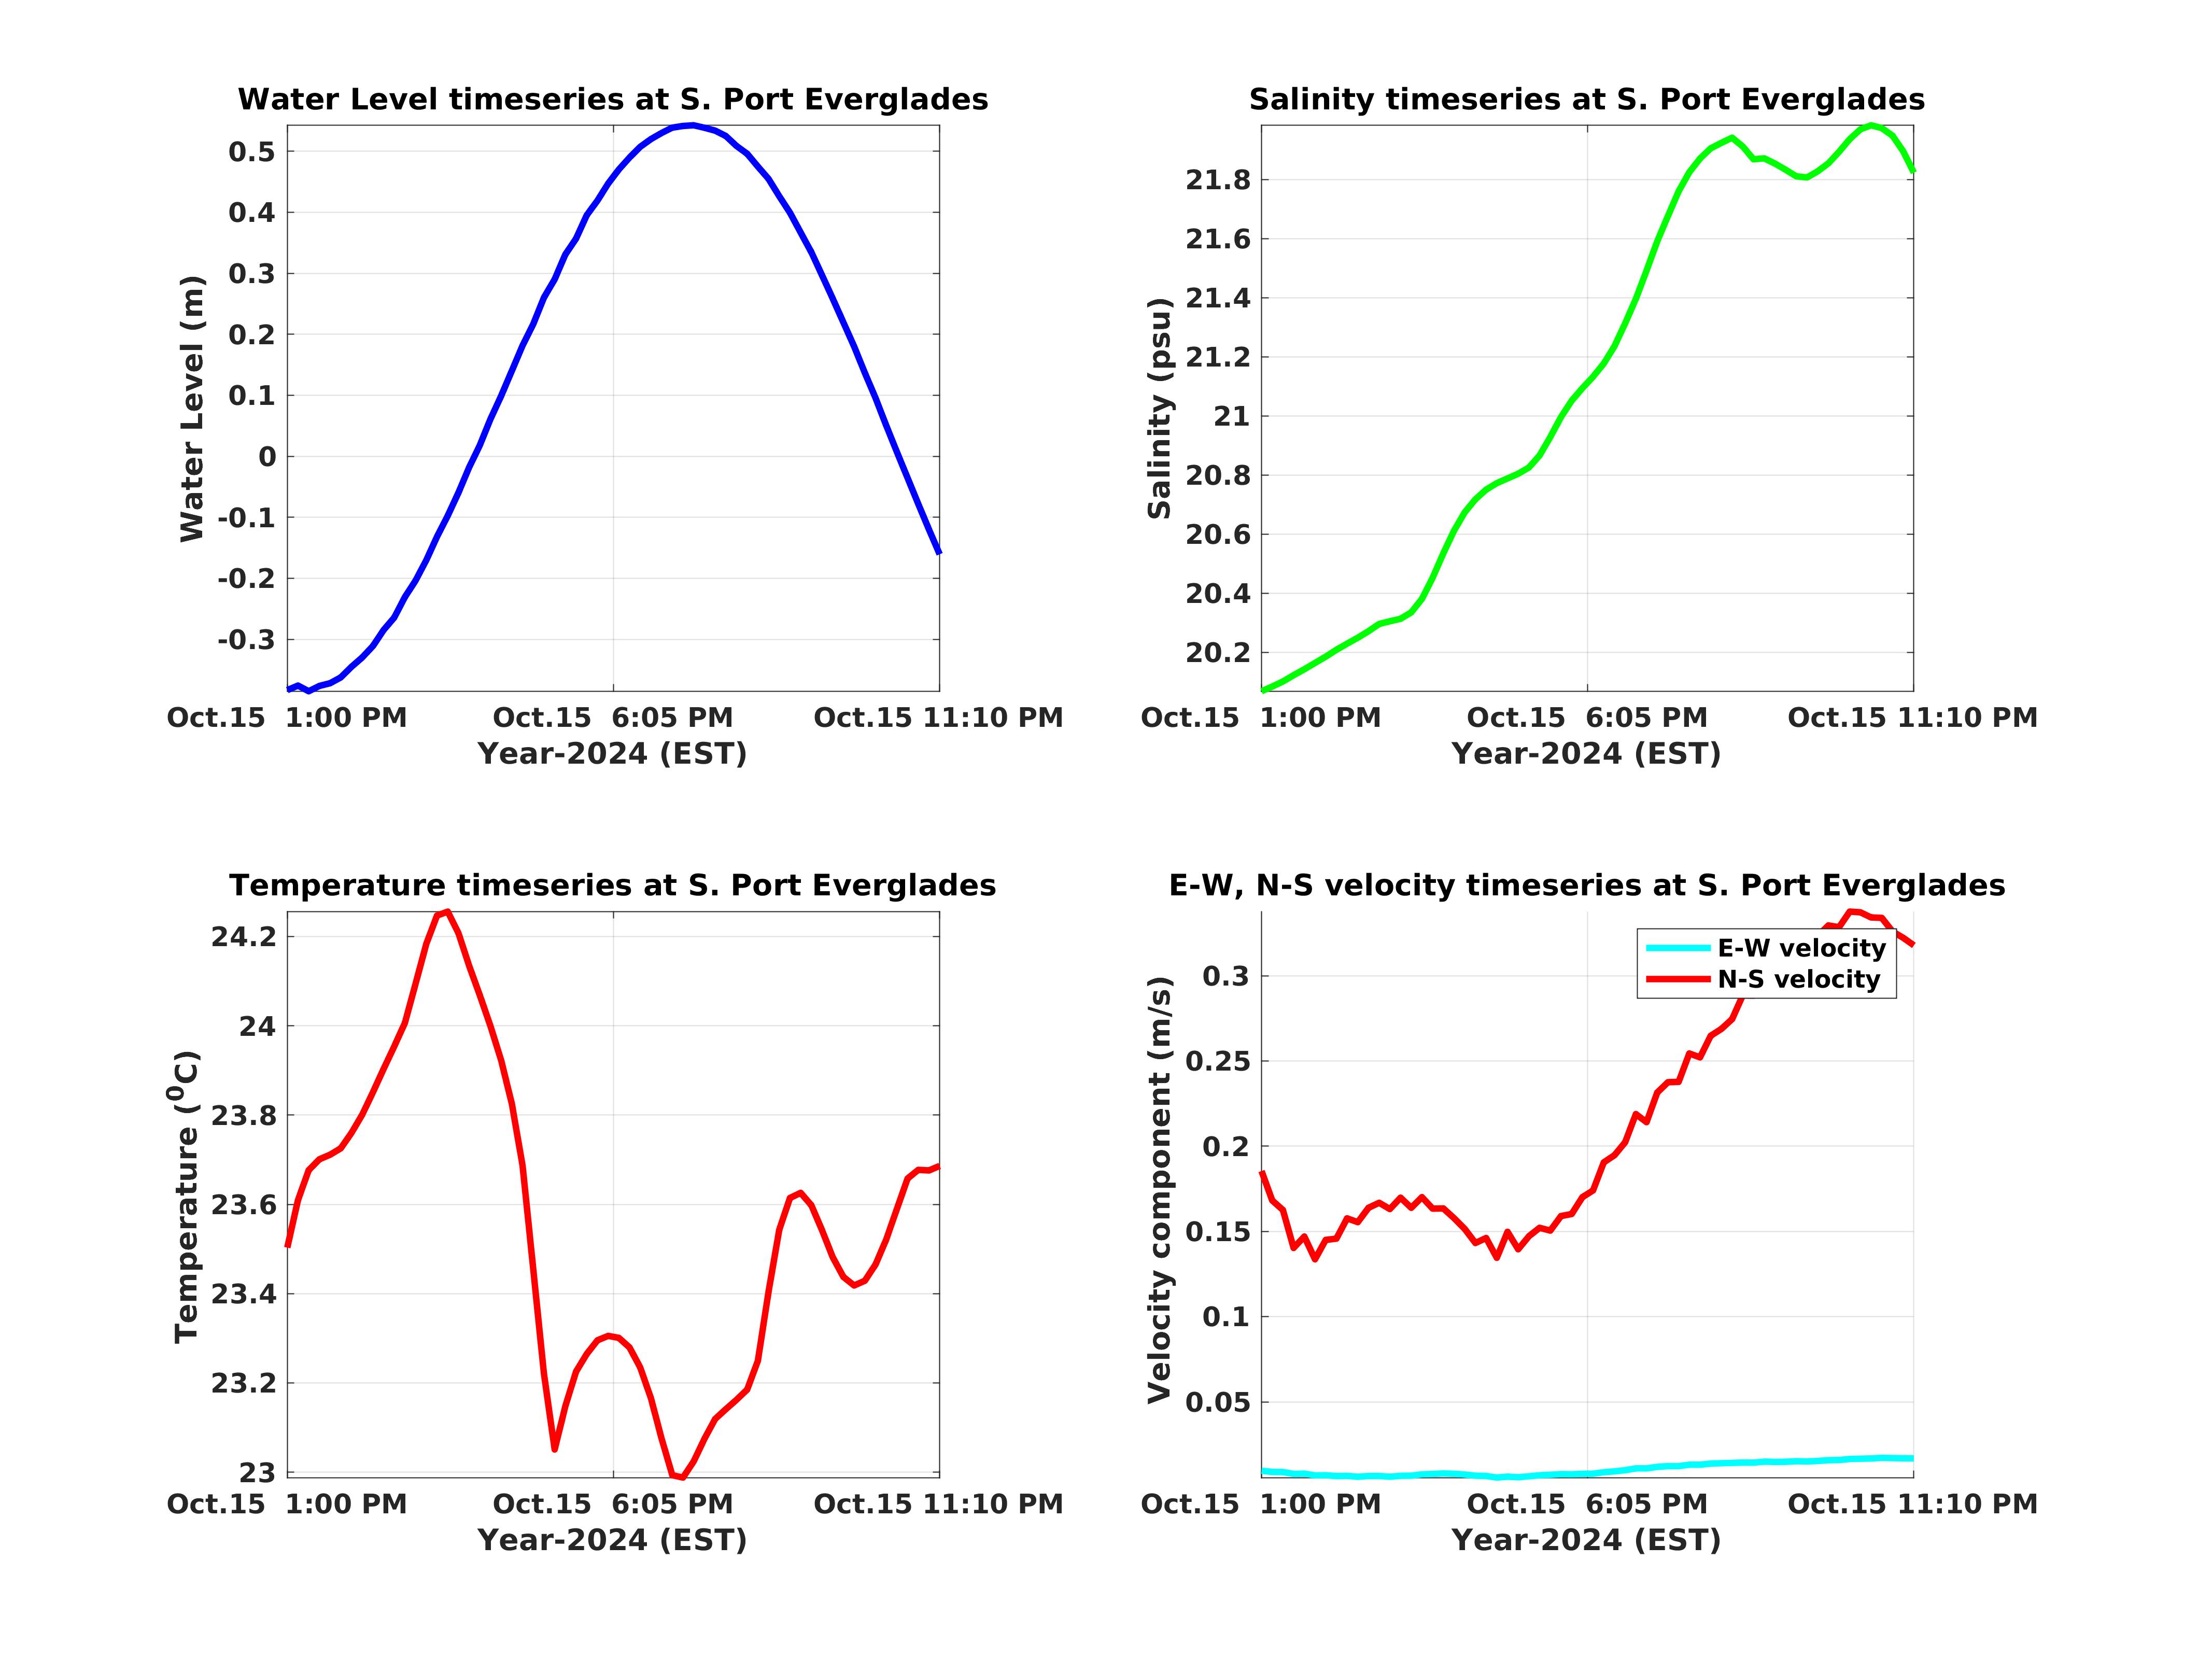 Water Level timeseries at S. Port Everglades
Water Level (m)
0.5
0.4
0.3
0.2
0.1
0
-0.1
-0.2
-0.3
Oct.15  1:00 PM
Oct.15  6:05 PM
Oct.15 11:10 PM
Year-2024 (EST)
Salinity timeseries at S. Port Everglades
Salinity (psu)
21.8
21.6
21.4
21.2
21
20.8
20.6
20.4
20.2
Oct.15  1:00 PM
Oct.15  6:05 PM
Oct.15 11:10 PM
Year-2024 (EST)
Temperature timeseries at S. Port Everglades
Temperature (⁰C)
24.2
24
23.8
23.6
23.4
23.2
23
Oct.15  1:00 PM
Oct.15  6:05 PM
Oct.15 11:10 PM
Year-2024 (EST)
E-W, N-S velocity timeseries at S. Port Everglades
Velocity component (m/s)
0.3
0.25
0.2
0.15
0.1
0.05
E-W velocity
N-S velocity
Oct.15  1:00 PM
Oct.15  6:05 PM
Oct.15 11:10 PM
Year-2024 (EST)